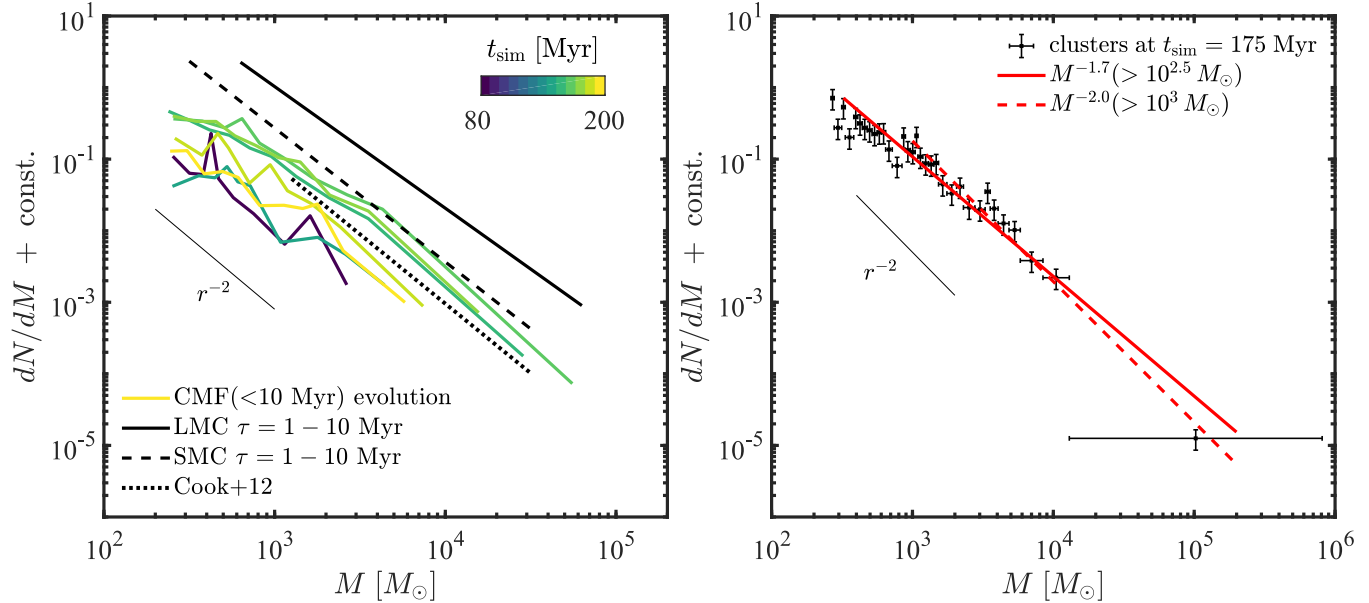 10^1
10^{-1}
10^{-3}
10^{-5}
dN/dM + const.
t_sim [Myr]
80
200
r^{-2}
CMF(<10 Myr) evolution
LMC τ = 1 − 10 Myr
SMC τ = 1 − 10 Myr
Cook+12
10^2
10^3
10^4
10^5
M [M_⊙]
10^1
10^{-1}
10^{-3}
10^{-5}
dN/dM + const.
clusters at t_sim = 175 Myr
M^{-1.7}(> 10^{2.5} M_⊙)
M^{-2.0}(> 10^3 M_⊙)
r^{-2}
10^2
10^3
10^4
10^5
10^6
M [M_⊙]